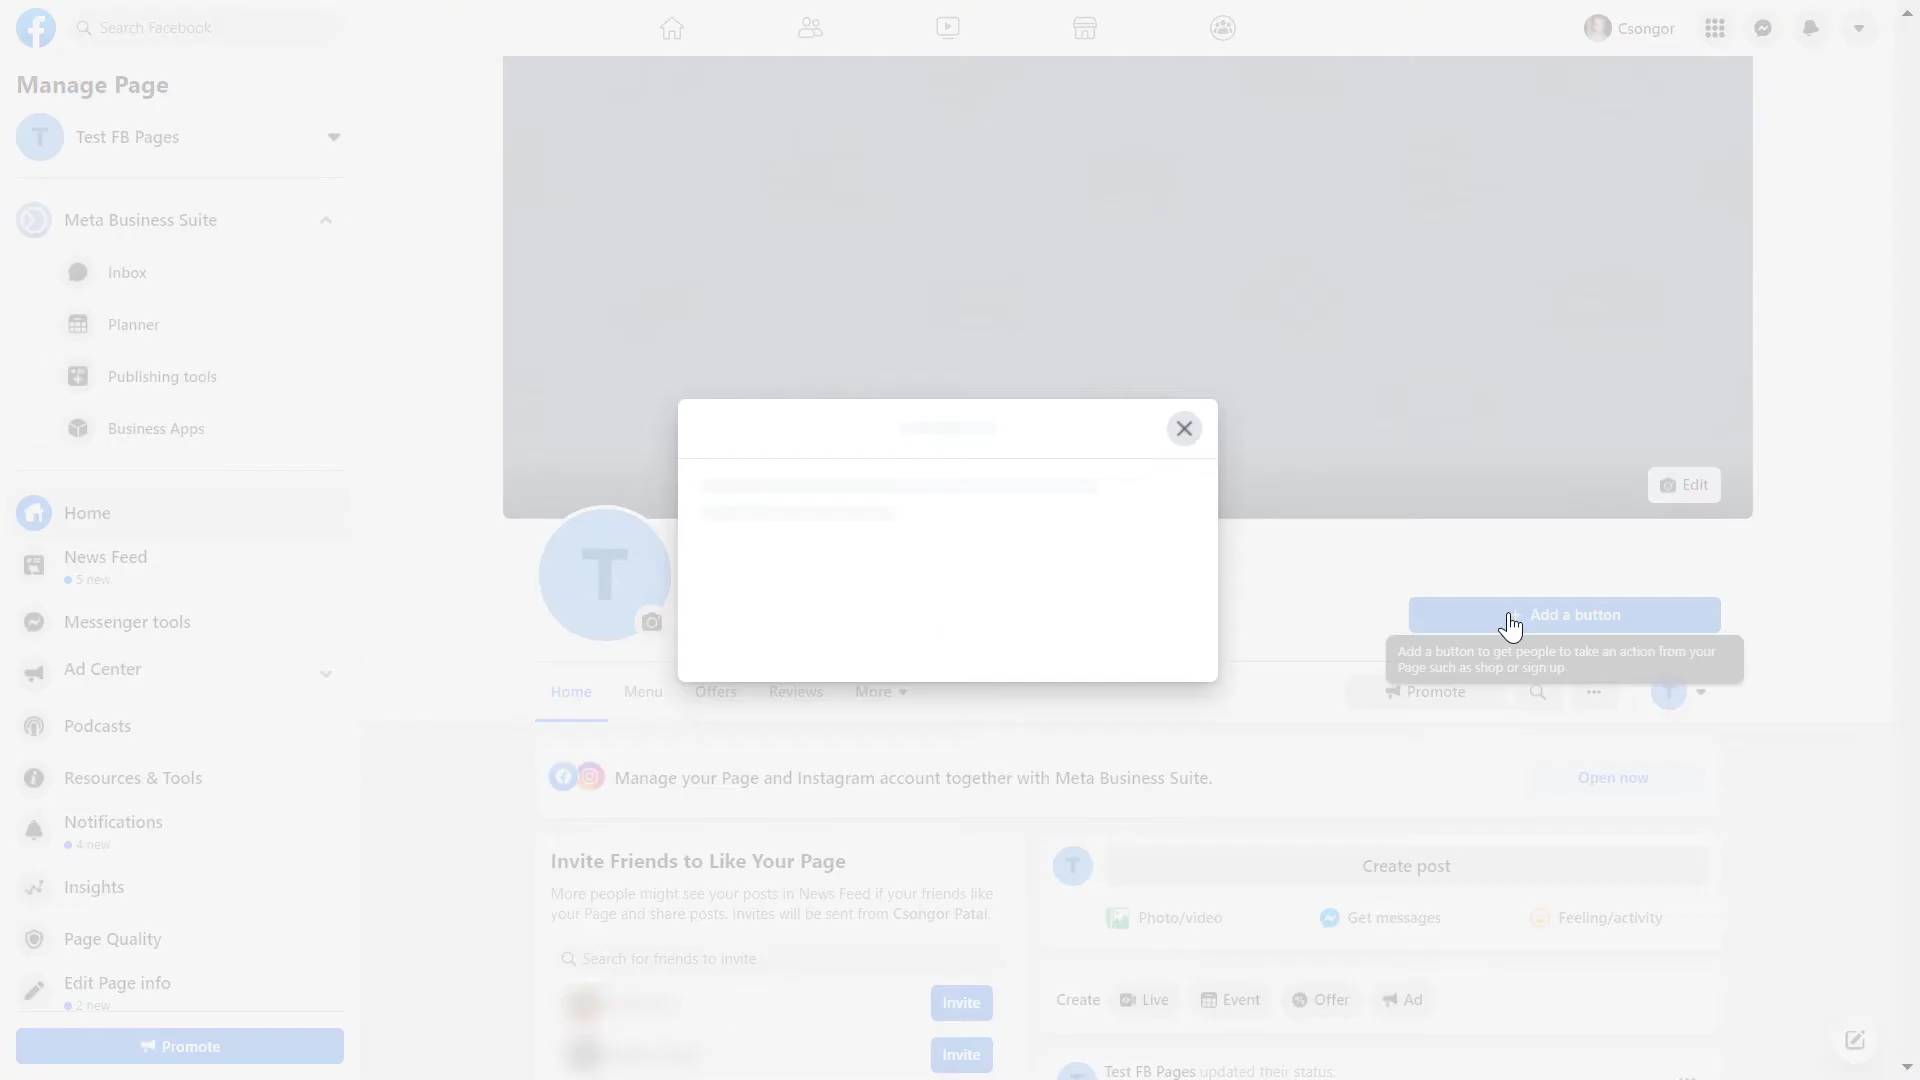 Search Facebook
Csongor
Manage Page
T
Test FB Pages
Meta Business Suite
Inbox
Planner
Publishing tools
Business Apps
Home
News Feed
5 new
Messenger tools
Ad Center
Podcasts
Resources & Tools
Notifications
4 new
Insights
Page Quality
Edit Page info
2 new
Promote
Edit
T
+ Add a button
Add a button to get people to take an action from your
Page such as shop or sign up
Home
Menu
Offers
Reviews
More
Promote
T
Manage your Page and Instagram account together with Meta Business Suite.
Open now
Invite Friends to Like Your Page
More people might see your posts in News Feed if your friends like
your Page and share posts. Invites will be sent from Csongor Patai.
Search for friends to invite
Invite
Invite
T
Create post
Photo/video
Get messages
Feeling/activity
Create
Live
Event
Offer
Ad
Test FB Pages updated their status.